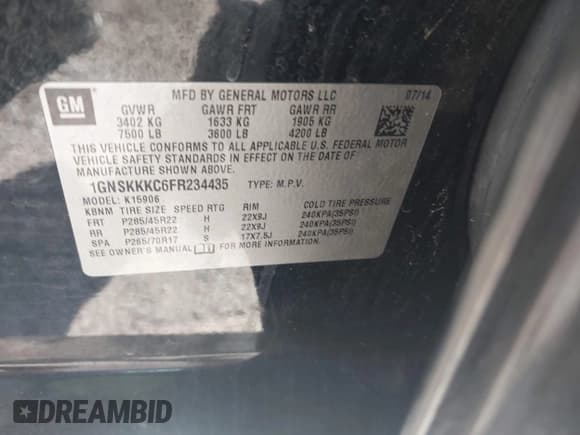 GM
MFD BY GENERAL MOTORS LLC 07/14
GVWR GAWR FRT GAWR RR
3402 KG 1633 KG 1905 KG
7500 LB 3600 LB 4200 LB
THIS VEHICLE CONFORMS TO ALL APPLICABLE U.S. FEDERAL MOTOR
VEHICLE SAFETY STANDARDS IN EFFECT ON THE DATE OF
MANUFACTURE SHOWN ABOVE.
1GNSKKKC6FR234435 TYPE: M.P.V.
MODEL: K15906
KBNM TIRE SIZE SPEED RTG RIM COLD TIRE PRESSURE
FRT P285/45R22 H 22X9J 240KPA(35PSI)
RR P285/45R22 H 22X9J 240KPA(35PSI)
SPA P265/70R17 S 17X7.5J 240KPA(35PSI)
SEE OWNER'S MANUAL FOR MORE INFORMATION.
DREAMBID